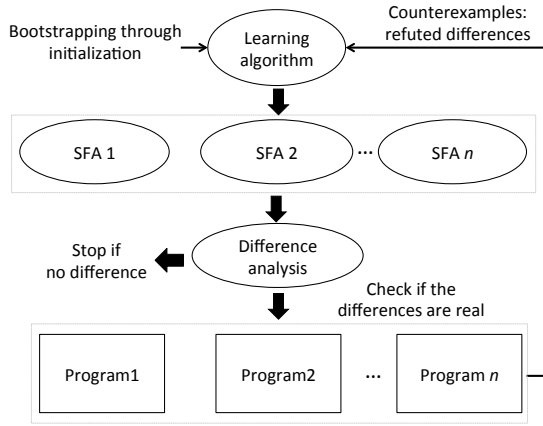 Bootstrapping through
initialization
Learning
algorithm
Counterexamples:
refuted differences
SFA 1
SFA 2
...
SFA n
Stop if
no difference
Difference
analysis
Check if the
differences are real
Program1
Program2
...
Program n